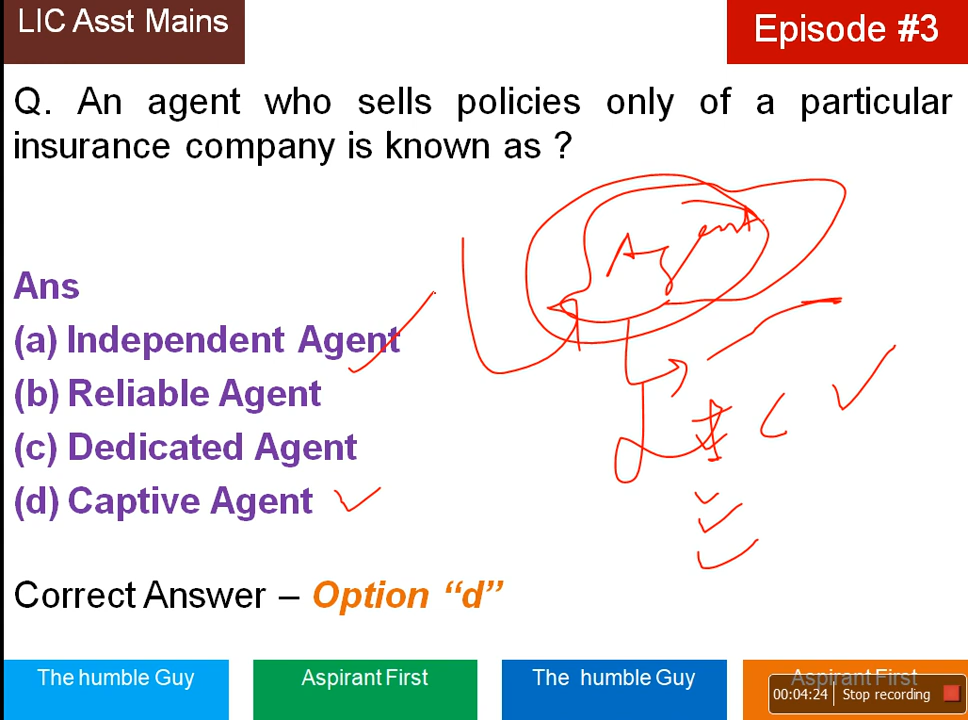 LIC Asst Mains
Episode #3
Q. An agent who sells policies only of a particular
insurance company is known as ?
Agent
Ans
(a) Independent Agent
(b) Reliable Agent
(c) Dedicated Agent
(d) Captive Agent
LIC
Correct Answer – Option “d”
The humble Guy
Aspirant First
The humble Guy
Aspirant First
00:04:24 Stop recording